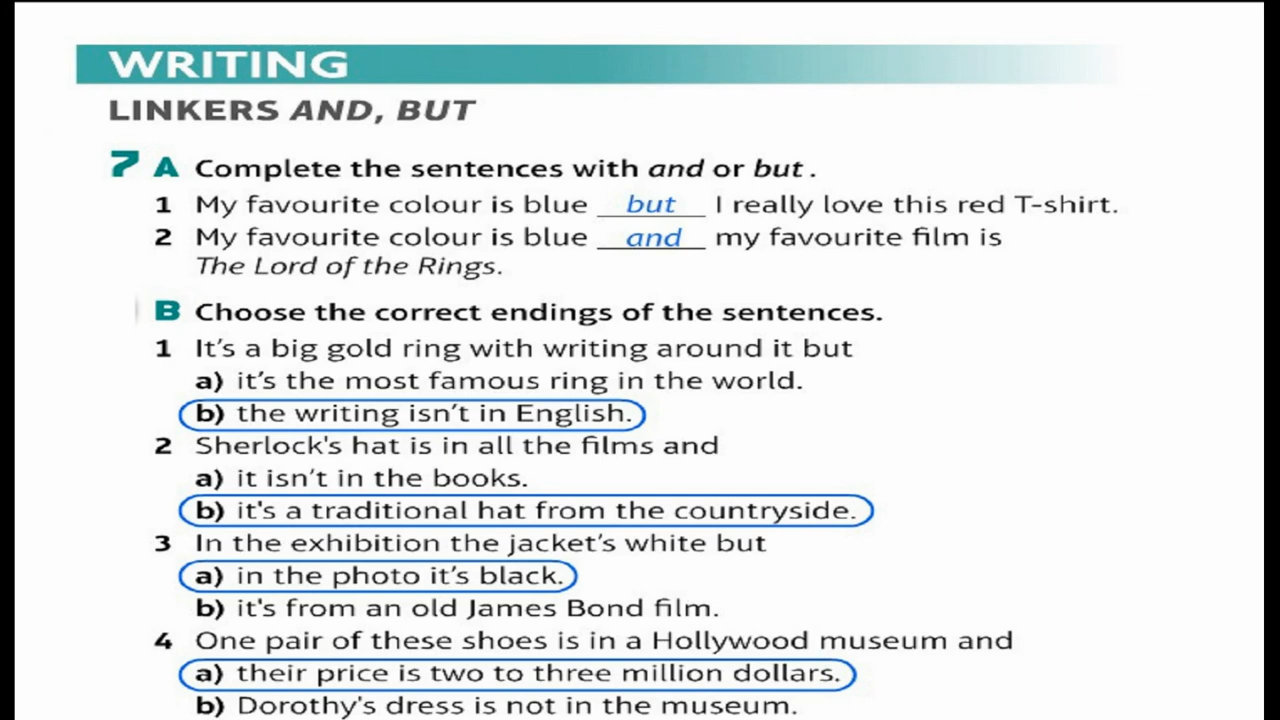 WRITING
LINKERS AND, BUT
7 A Complete the sentences with and or but.
1 My favourite colour is blue but I really love this red T-shirt.
2 My favourite colour is blue and my favourite film is
The Lord of the Rings.
B Choose the correct endings of the sentences.
1 It's a big gold ring with writing around it but
a) it's the most famous ring in the world.
b) the writing isn't in English.
2 Sherlock's hat is in all the films and
a) it isn't in the books.
b) it's a traditional hat from the countryside.
3 In the exhibition the jacket's white but
a) in the photo it's black.
b) it's from an old James Bond film.
4 One pair of these shoes is in a Hollywood museum and
a) their price is two to three million dollars.
b) Dorothy's dress is not in the museum.